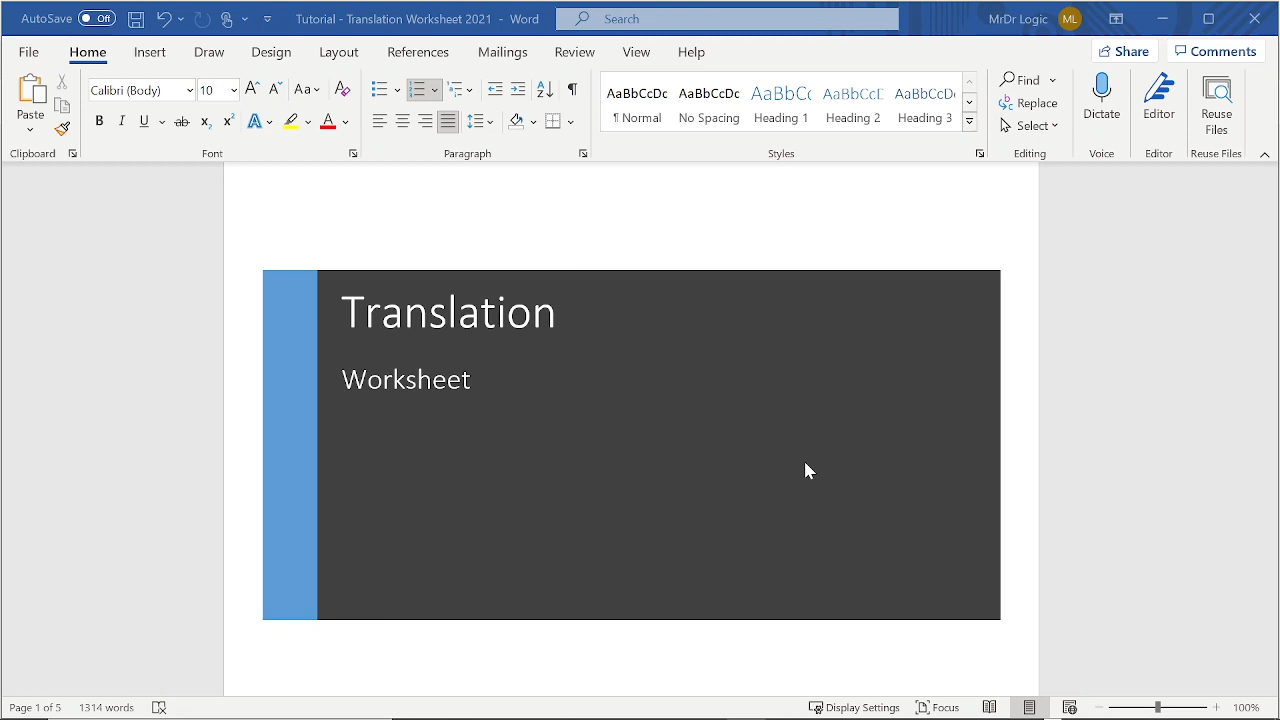 AutoSave Off Tutorial - Translation Worksheet 2021 - Word Search MrDr Logic ML
File Home Insert Draw Design Layout References Mailings Review View Help Share Comments
Paste Calibri (Body) 10 Aa AaBbCcDc AaBbCcDc AaBbCc AaBbCcD AaBbCcD Find Dictate Editor Reuse Files
¶ Normal No Spacing Heading 1 Heading 2 Heading 3 Replace
Select
Clipboard Font Paragraph Styles Editing Voice Editor Reuse Files
Translation
Worksheet
Page 1 of 5 1314 words Display Settings Focus 100%